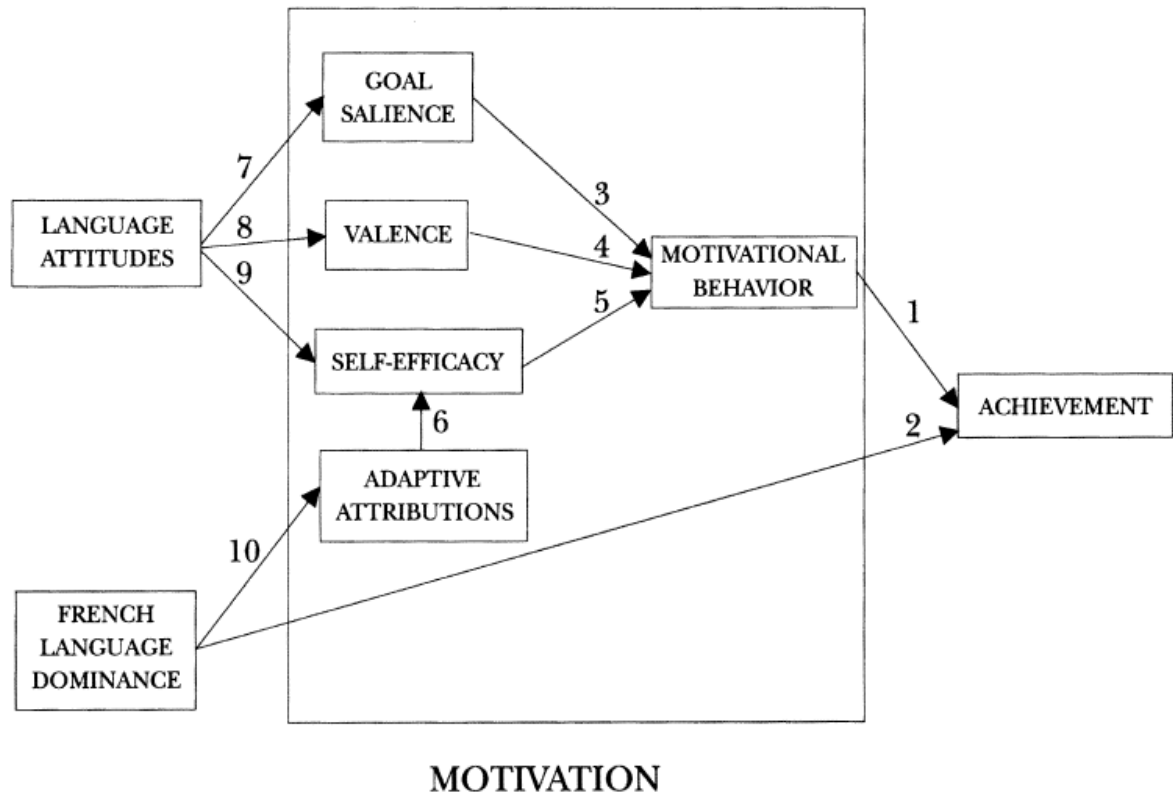 GOAL
SALIENCE
7
3
LANGUAGE
ATTITUDES
8
VALENCE
4
MOTIVATIONAL
BEHAVIOR
9
5
1
SELF-EFFICACY
ACHIEVEMENT
6
2
ADAPTIVE
ATTRIBUTIONS
10
FRENCH
LANGUAGE
DOMINANCE
MOTIVATION